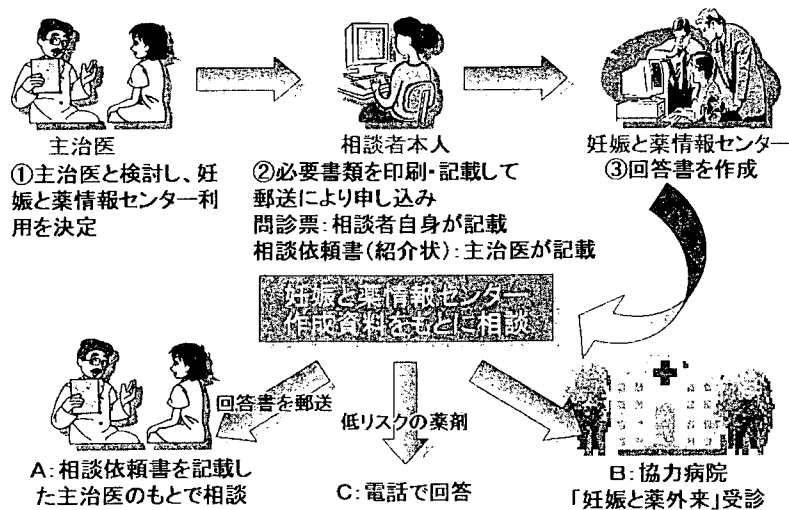 主治医
①主治医と検討し、妊
娠と薬情報センター利
用を決定
相談者本人
②必要書類を印刷・記載して
郵送により申し込み
問診票:相談者自身が記載
相談依頼書(紹介状):主治医が記載
妊娠と薬情報センター
③回答書を作成
妊娠と薬情報センター
作成資料をもとに相談
回答書を郵送
低リスクの薬剤
A:相談依頼書を記載し
た主治医のもとで相談
C:電話で回答
B:協力病院
「妊娠と薬外来」受診